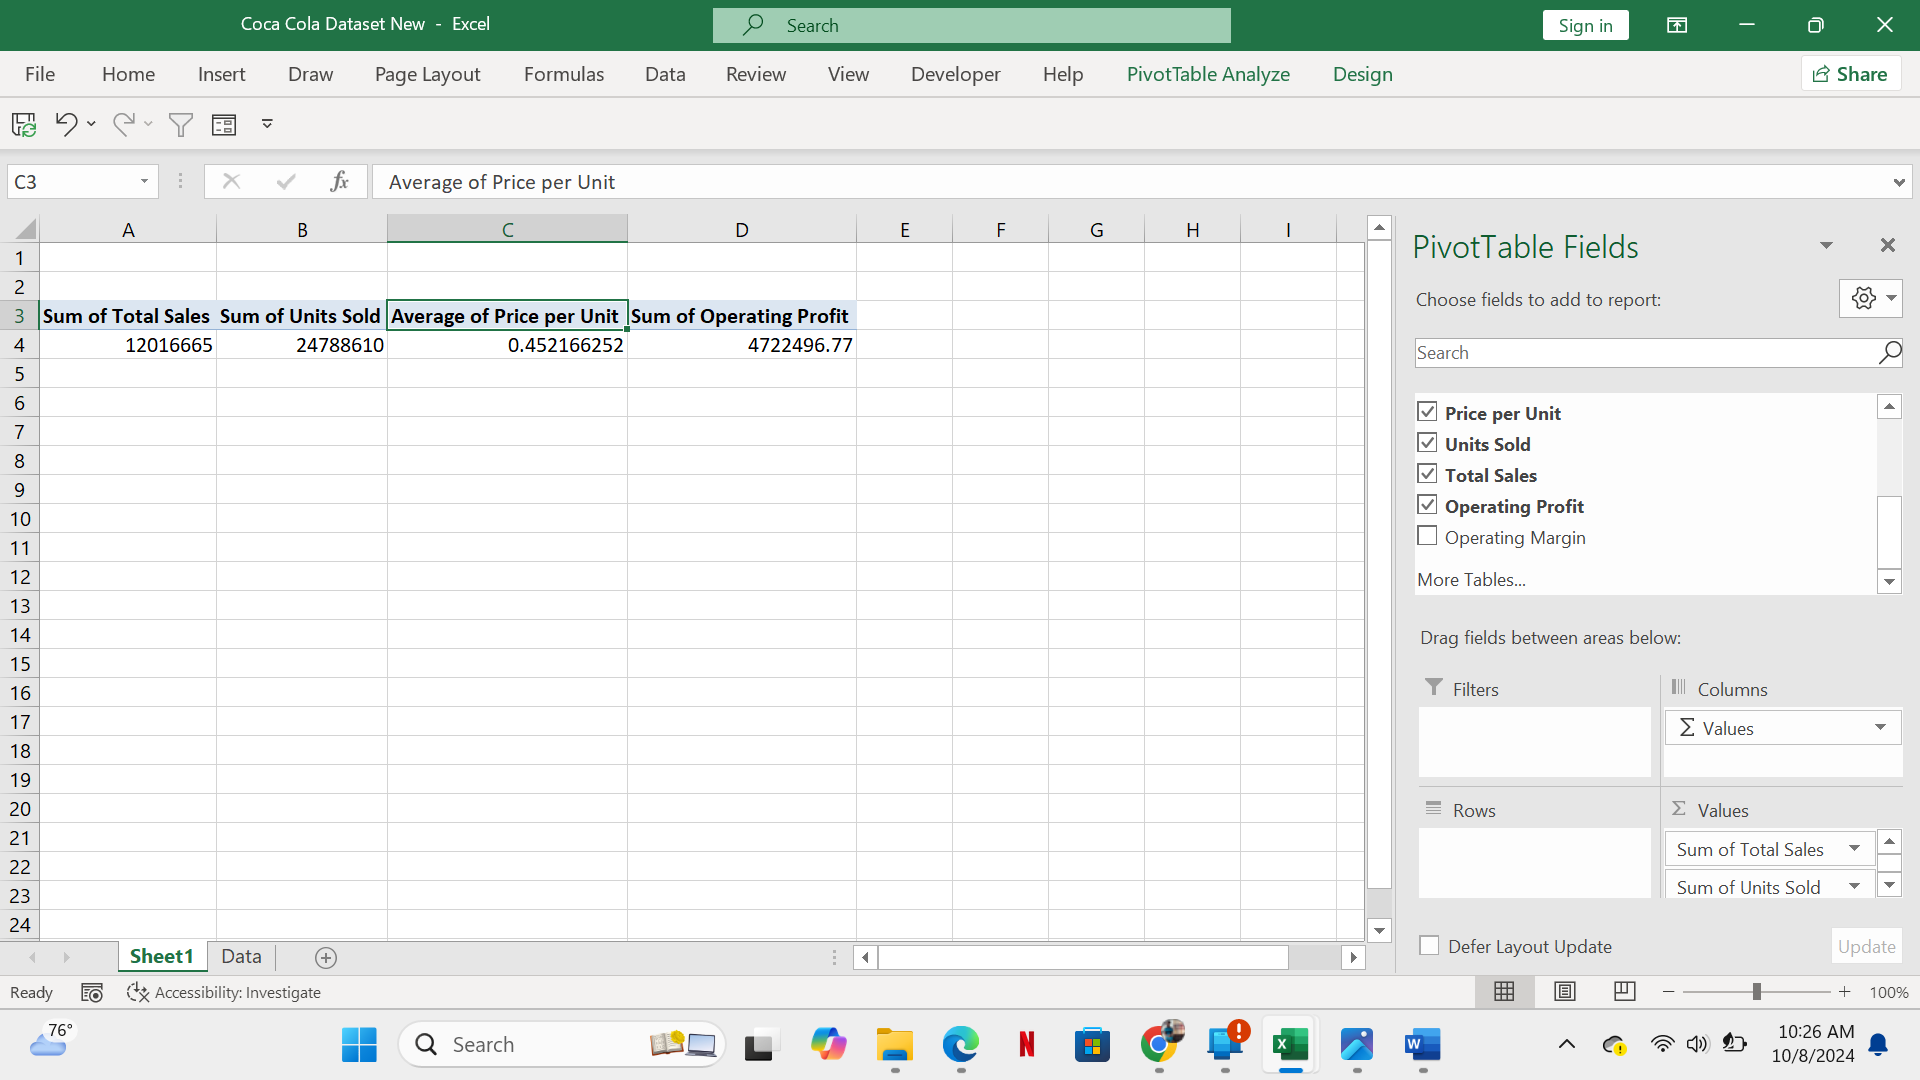 Coca Cola Dataset New - Excel
Search
Sign in
File Home Insert Draw Page Layout Formulas Data Review View Developer Help PivotTable Analyze Design
Share
C3
fx
Average of Price per Unit
A B C D E F G H I
1
2
3 Sum of Total Sales Sum of Units Sold Average of Price per Unit Sum of Operating Profit
4 12016665 24788610 0.452166252 4722496.77
5
6
7
8
9
10
11
12
13
14
15
16
17
18
19
20
21
22
23
24
PivotTable Fields
Choose fields to add to report:
Search
Price per Unit
Units Sold
Total Sales
Operating Profit
Operating Margin
More Tables...
Drag fields between areas below:
Filters
Columns
Σ Values
Rows
Σ Values
Sum of Total Sales
Sum of Units Sold
Defer Layout Update
Update
Sheet1 Data
Ready
Accessibility: Investigate
100%
76°
Search
N
X
W
10:26 AM
10/8/2024